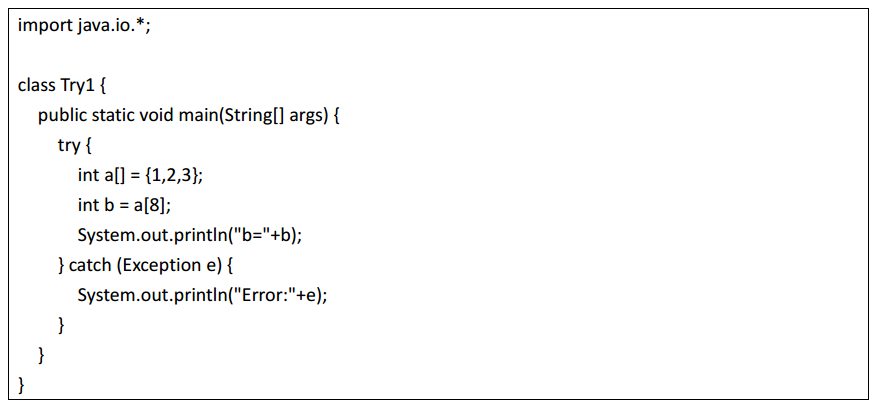 import java.io.*;
class Try1 {
public static void main(String[] args) {
try {
int a[] = {1,2,3};
int b = a[8];
System.out.println("b="+b);
} catch (Exception e) {
System.out.println("Error:"+e);
}
}
}